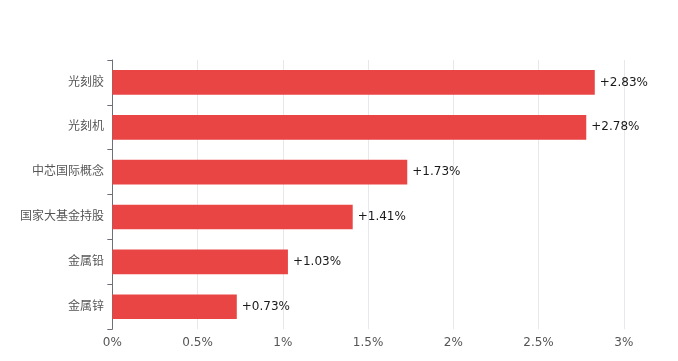 光刻胶 +2.83%
光刻机 +2.78%
中芯国际概念 +1.73%
国家大基金持股 +1.41%
金属铅 +1.03%
金属锌 +0.73%
0% 0.5% 1% 1.5% 2% 2.5% 3%